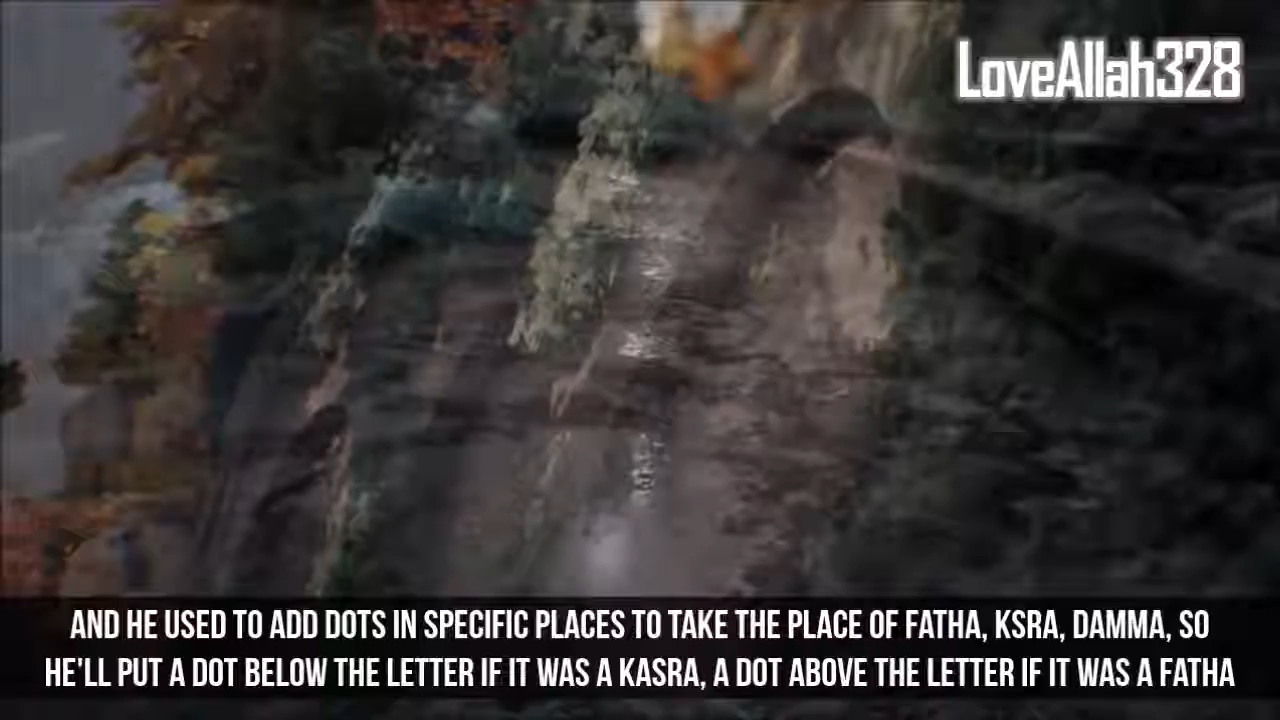 LoveAllah328
AND HE USED TO ADD DOTS IN SPECIFIC PLACES TO TAKE THE PLACE OF FATHA, KSRA, DAMMA, SO
HE'LL PUT A DOT BELOW THE LETTER IF IT WAS A KASRA, A DOT ABOVE THE LETTER IF IT WAS A FATHA